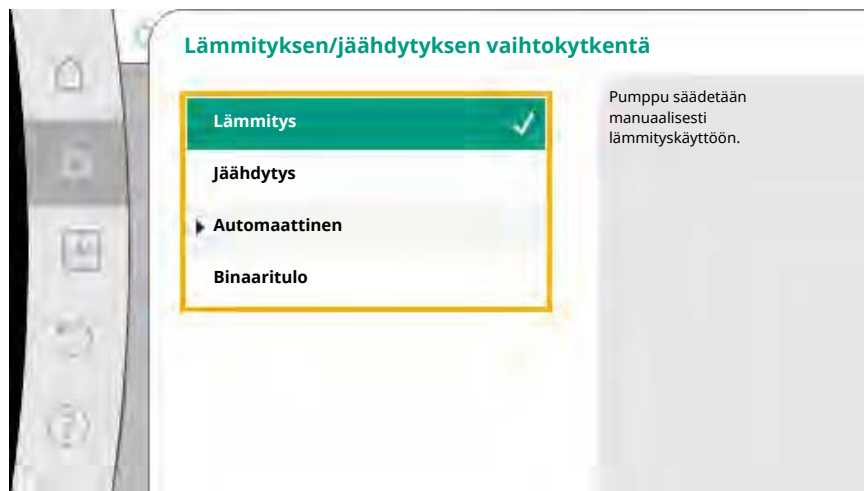 Lämmityksen/jäähdytyksen vaihtokytkentä
Lämmitys
Jäähdytys
Automaattinen
Binaaritulo
Pumppu säädetään
manuaalisesti
lämmityskäyttöön.